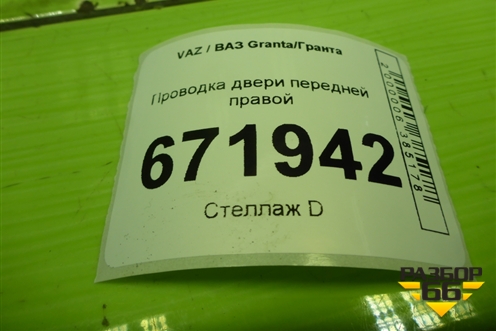 VAZ / ВАЗ Granta/Гранта
Проводка двери передней
правой
671942
Стеллаж D
2000006385178
РАЗБОР
66